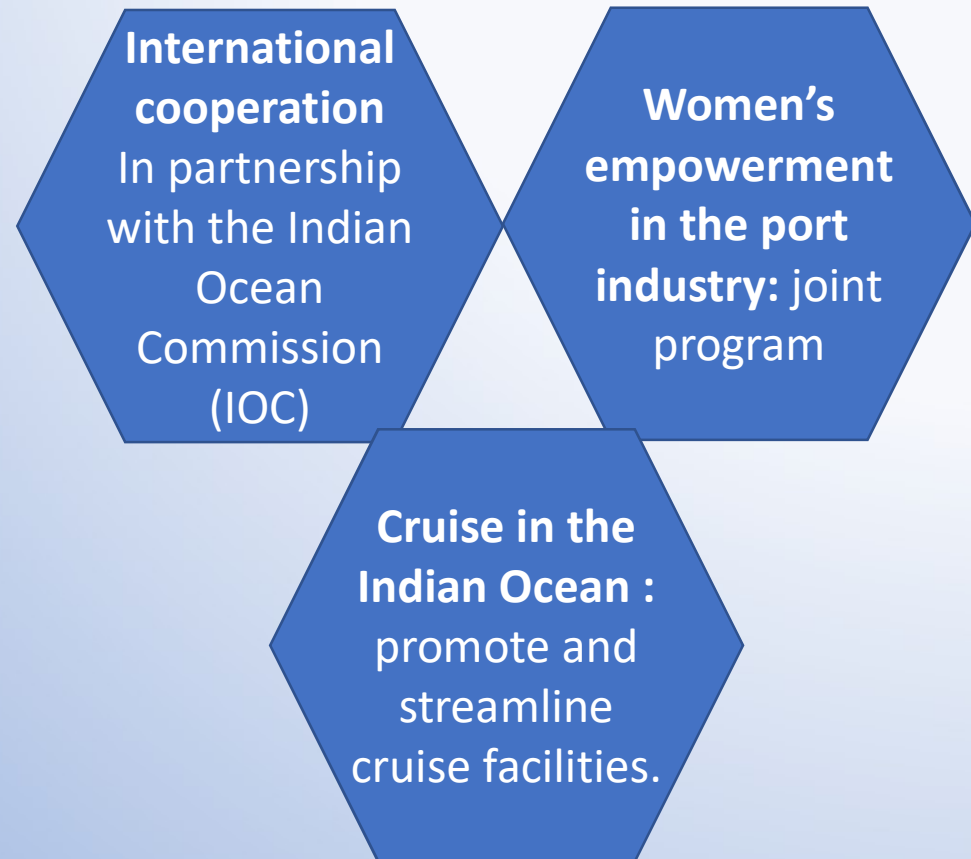 International
cooperation
In partnership
with the Indian
Ocean
Commission
(IOC)
Women’s
empowerment
in the port
industry: joint
program
Cruise in the
Indian Ocean :
promote and
streamline
cruise facilities.